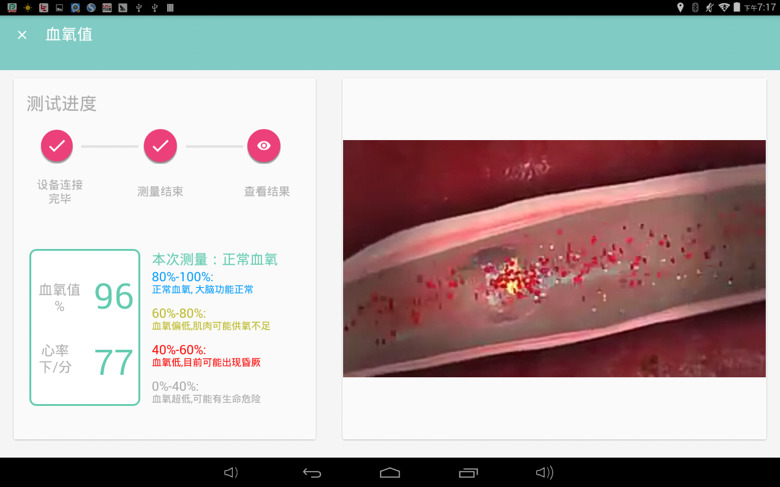 下午7:17
血氧值
测试进度
设备连接
完毕
测量结束
查看结果
血氧值
%
96
心率
下/分
77
本次测量：正常血氧
80%-100%:
正常血氧, 大脑功能正常
60%-80%:
血氧偏低,肌肉可能供氧不足
40%-60%:
血氧低,目前可能出现昏厥
0%-40%:
血氧超低,可能有生命危险